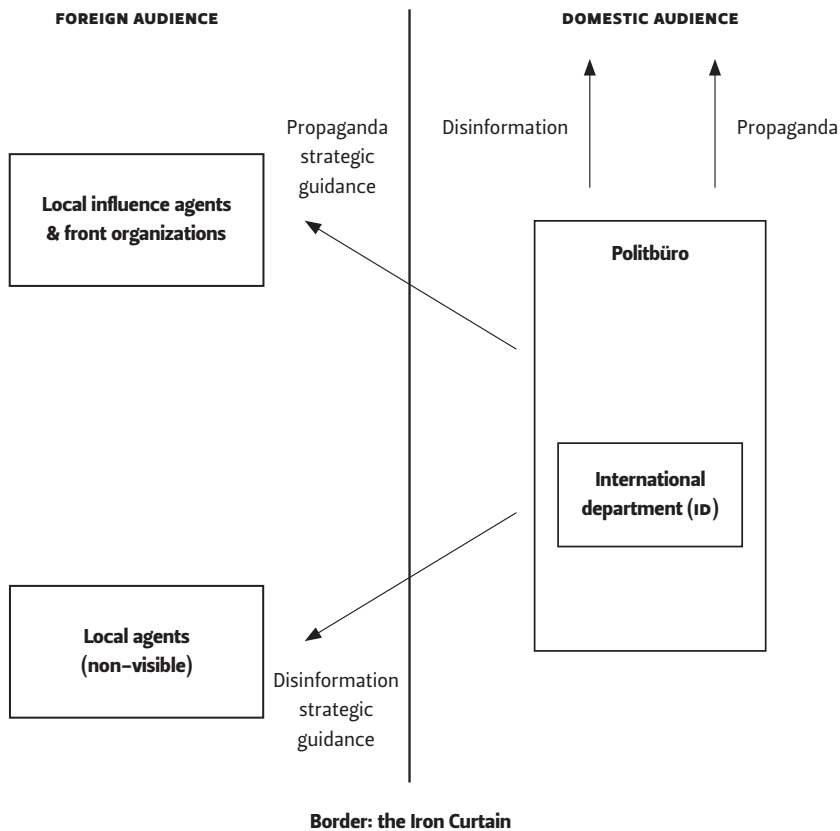 FOREIGN AUDIENCE
DOMESTIC AUDIENCE
Propaganda
strategic
guidance
Disinformation
Propaganda
Local influence agents
& front organizations
Politbüro
International
department (ID)
Local agents
(non–visible)
Disinformation
strategic
guidance
Border: the Iron Curtain